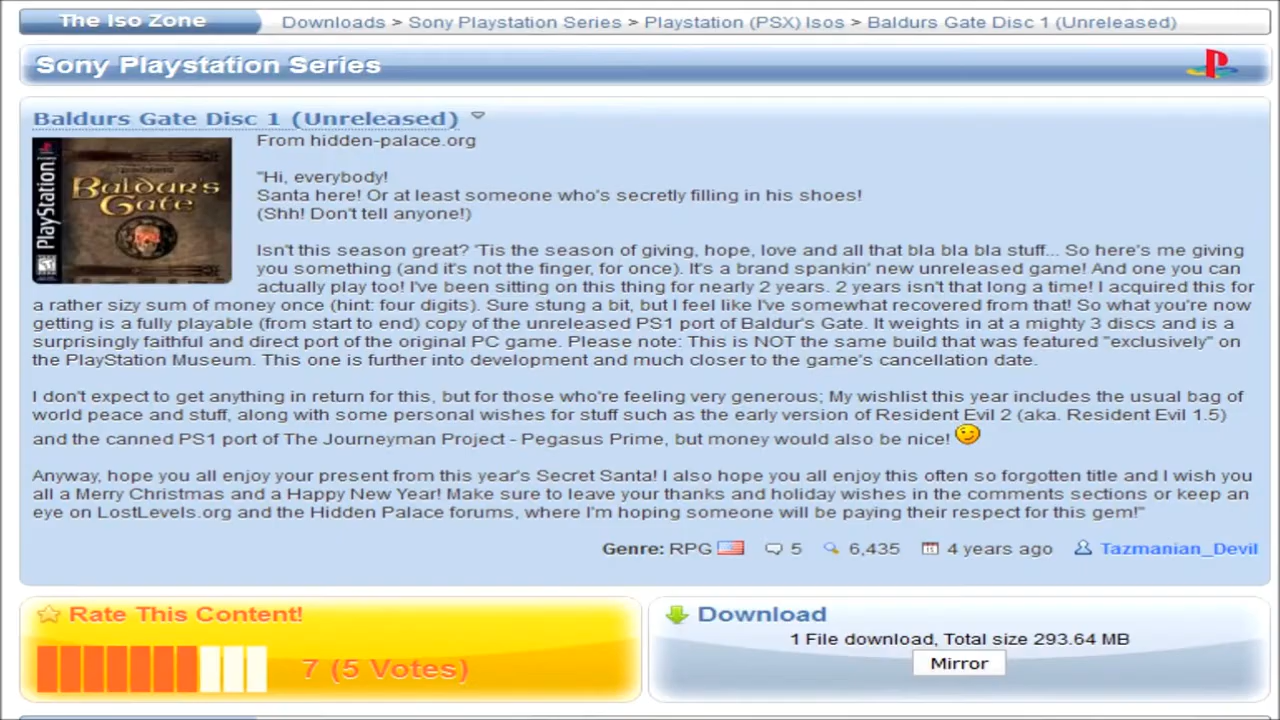 The Iso Zone
Downloads > Sony Playstation Series > Playstation (PSX) Isos > Baldurs Gate Disc 1 (Unreleased)
Sony Playstation Series
Baldurs Gate Disc 1 (Unreleased)
PlayStation
Baldur's
Gate
From hidden-palace.org
"Hi, everybody!
Santa here! Or at least someone who's secretly filling in his shoes!
(Shh! Don't tell anyone!)
Isn't this season great? 'Tis the season of giving, hope, love and all that bla bla bla stuff... So here's me giving
you something (and it's not the finger, for once). It's a brand spankin' new unreleased game! And one you can
actually play too! I've been sitting on this thing for nearly 2 years. 2 years isn't that long a time! I acquired this for
a rather sizy sum of money once (hint: four digits). Sure stung a bit, but I feel like I've somewhat recovered from that! So what you're now
getting is a fully playable (from start to end) copy of the unreleased PS1 port of Baldur's Gate. It weights in at a mighty 3 discs and is a
surprisingly faithful and direct port of the original PC game. Please note: This is NOT the same build that was featured "exclusively" on
the PlayStation Museum. This one is further into development and much closer to the game's cancellation date.
I don't expect to get anything in return for this, but for those who're feeling very generous; My wishlist this year includes the usual bag of
world peace and stuff, along with some personal wishes for stuff such as the early version of Resident Evil 2 (aka. Resident Evil 1.5)
and the canned PS1 port of The Journeyman Project - Pegasus Prime, but money would also be nice!
Anyway, hope you all enjoy your present from this year's Secret Santa! I also hope you all enjoy this often so forgotten title and I wish you
all a Merry Christmas and a Happy New Year! Make sure to leave your thanks and holiday wishes in the comments sections or keep an
eye on LostLevels.org and the Hidden Palace forums, where I'm hoping someone will be paying their respect for this gem!"
Genre: RPG 5 6,435 4 years ago Tazmanian_Devil
Rate This Content!
7 (5 Votes)
Download
1 File download, Total size 293.64 MB
Mirror